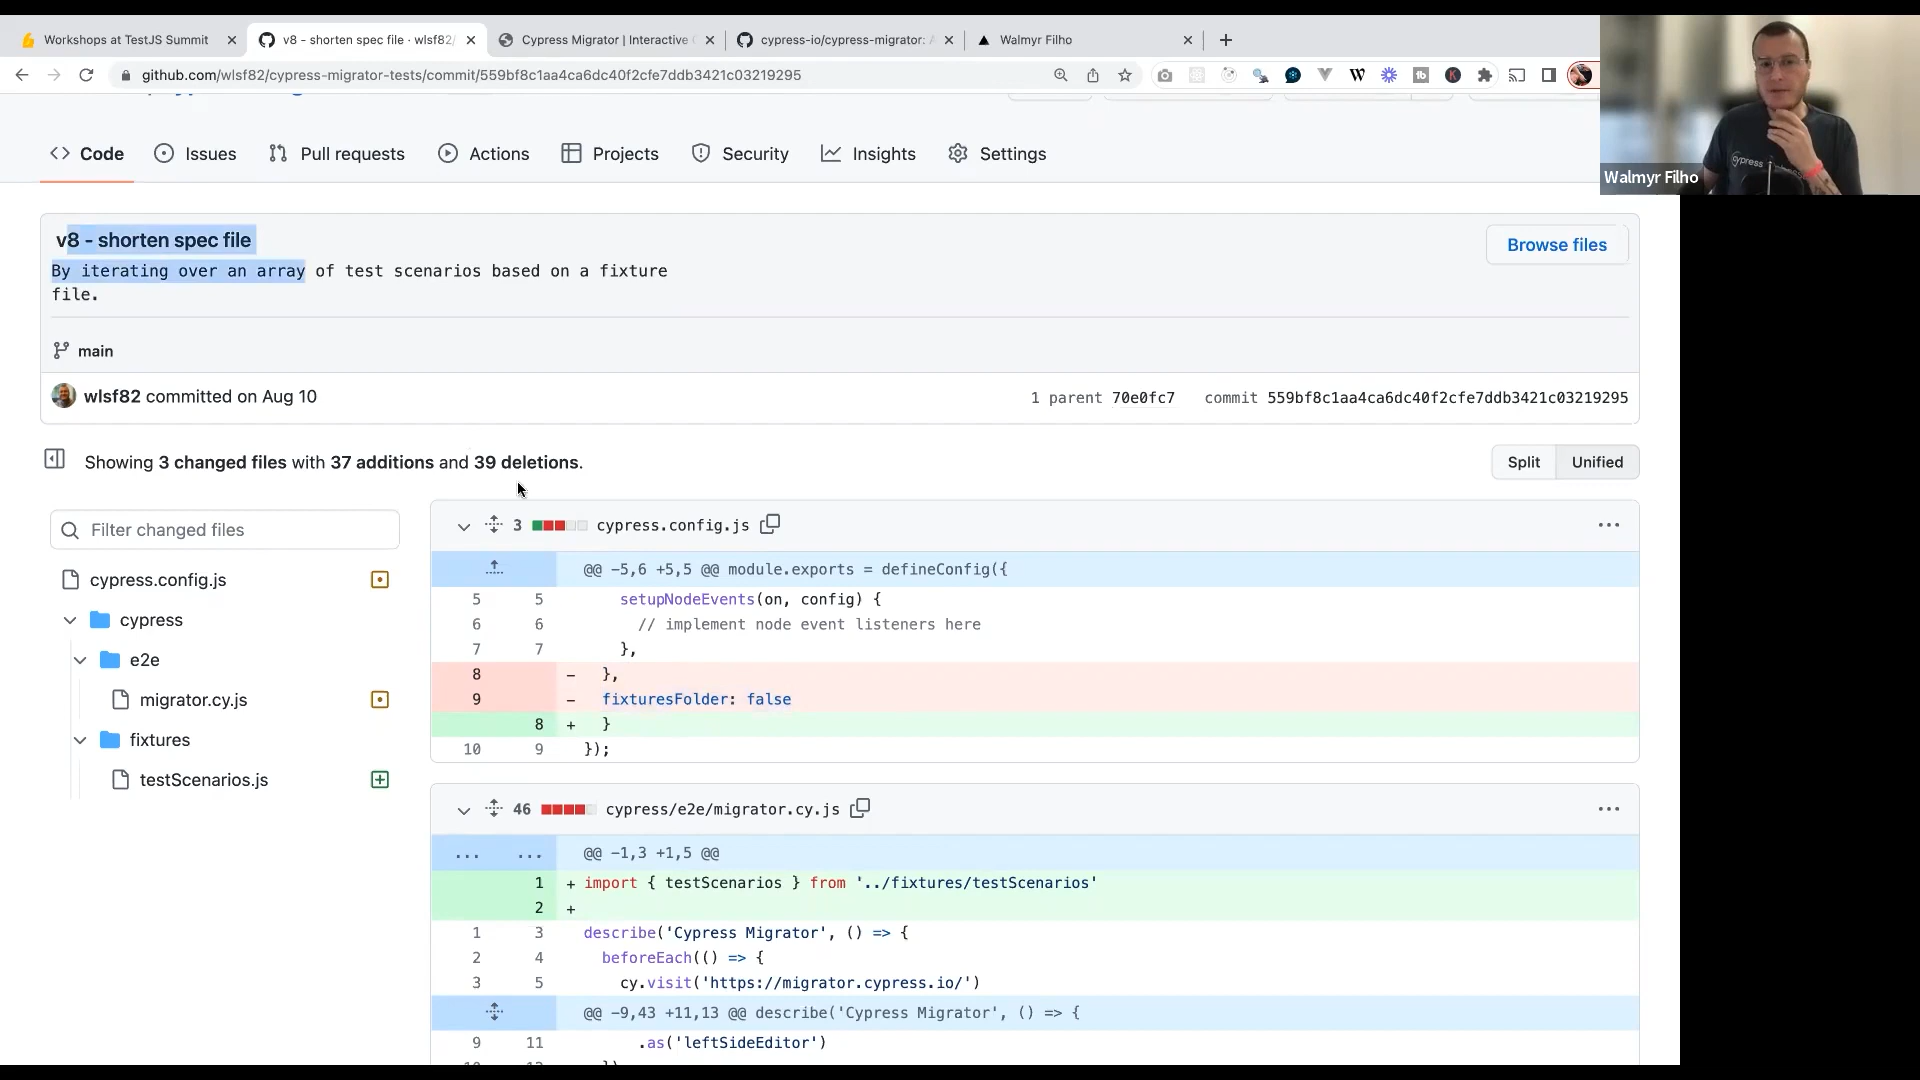 Workshops at TestJS Summit
v8 - shorten spec file · wlsf82/
Cypress Migrator | Interactive
cypress-io/cypress-migrator:
Walmyr Filho
github.com/wlsf82/cypress-migrator-tests/commit/559bf8c1aa4ca6dc40f2cfe7ddb3421c03219295
cypress
Walmyr Filho
Code
Issues
Pull requests
Actions
Projects
Security
Insights
Settings
v8 - shorten spec file
Browse files
By iterating over an array of test scenarios based on a fixture
file.
main
wlsf82 committed on Aug 10
1 parent 70e0fc7 commit 559bf8c1aa4ca6dc40f2cfe7ddb3421c03219295
Showing 3 changed files with 37 additions and 39 deletions.
Split
Unified
Filter changed files
cypress.config.js
cypress
e2e
migrator.cy.js
fixtures
testScenarios.js
3 cypress.config.js
@@ -5,6 +5,5 @@ module.exports = defineConfig({
5 5 setupNodeEvents(on, config) {
6 6 // implement node event listeners here
7 7 },
8 - },
9 - fixturesFolder: false
8 + }
10 9 });
46 cypress/e2e/migrator.cy.js
... ... @@ -1,3 +1,5 @@
1 + import { testScenarios } from '../fixtures/testScenarios'
2 +
1 3 describe('Cypress Migrator', () => {
2 4 beforeEach(() => {
3 5 cy.visit('https://migrator.cypress.io/')
@@ -9,43 +11,13 @@ describe('Cypress Migrator', () => {
9 11 .as('leftSideEditor')